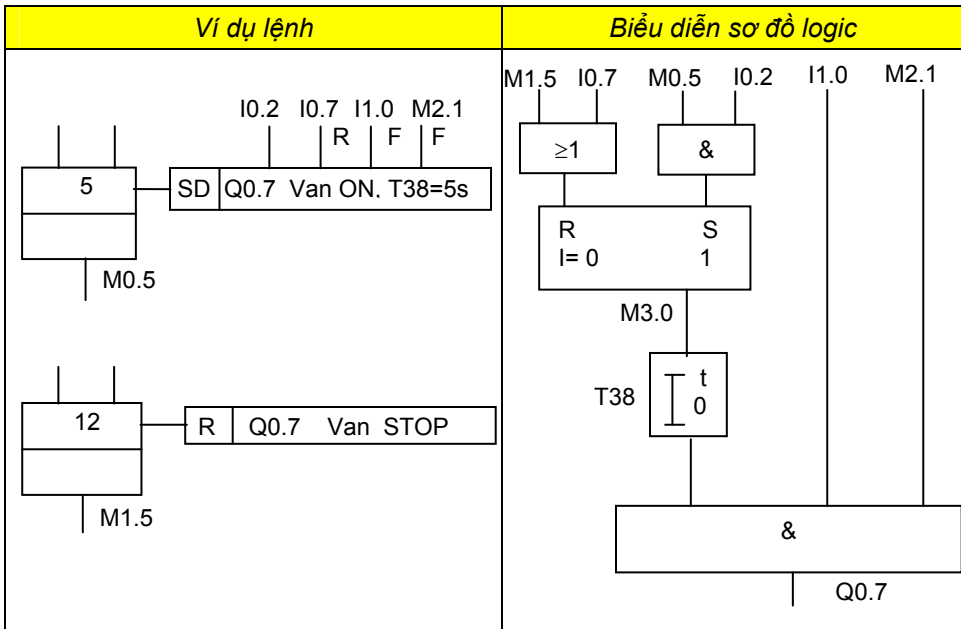 Ví dụ lệnh
I0.2 I0.7 I1.0 M2.1
R F F
5
SD Q0.7 Van ON, T38=5s
M0.5
12
R Q0.7 Van STOP
M1.5
Biểu diễn sơ đồ logic
M1.5 I0.7 M0.5 I0.2 I1.0 M2.1
≥1 &
R S
I= 0 1
M3.0
T38 t
0
&
Q0.7